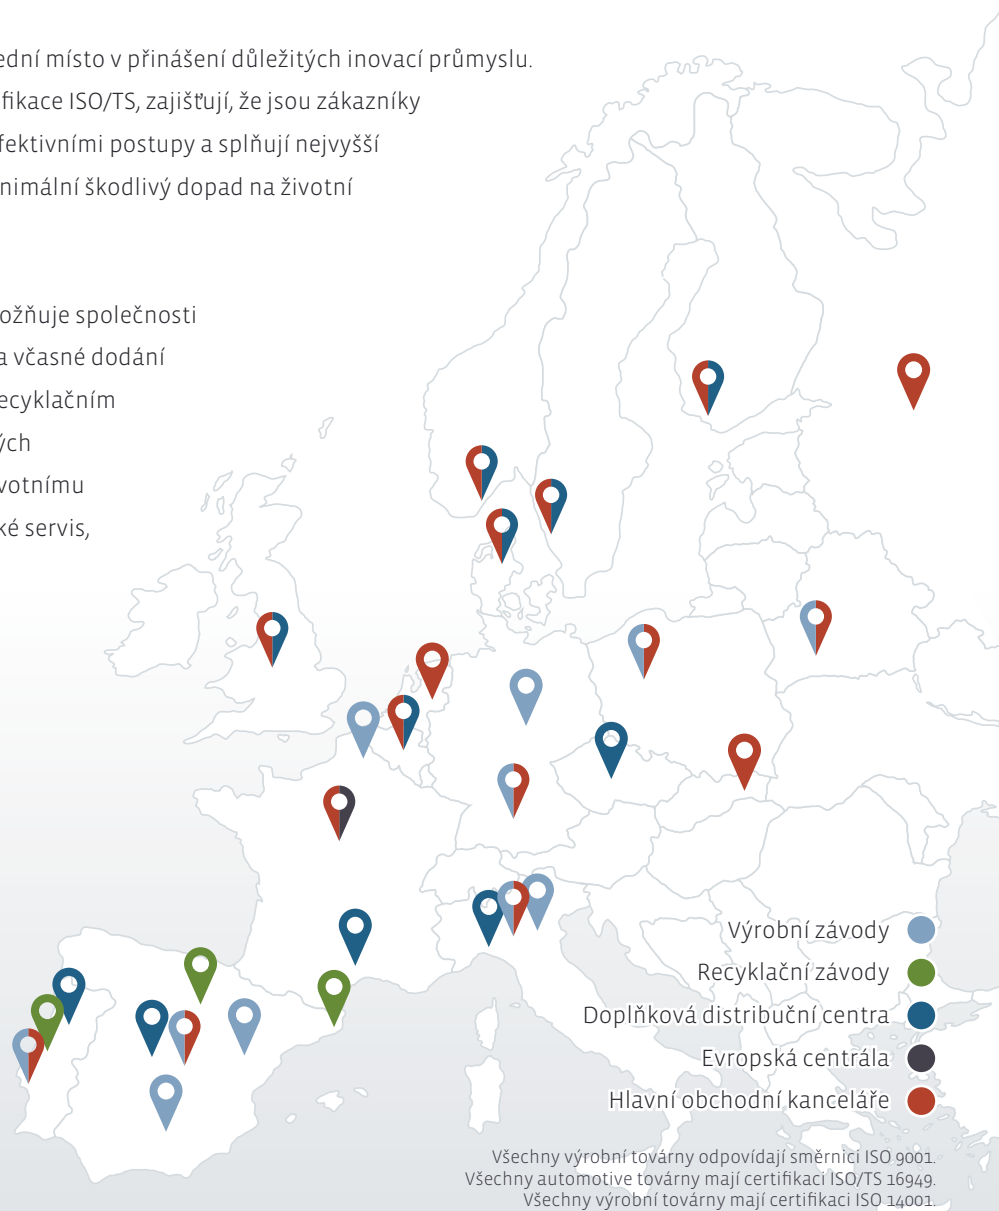 ední místo v přinášení důležitých inovací průmyslu.
fikace ISO/TS, zajišťují, že jsou zákazníky
fektivními postupy a splňují nejvyšší
nimální škodlivý dopad na životní
ožňuje společnosti
a včasné dodání
ecyklačním
ých
votnímu
ké servis,
Výrobní závody
Recyklační závody
Doplňková distribuční centra
Evropská centrála
Hlavní obchodní kanceláře
Všechny výrobní továrny odpovídají směrnici ISO 9001.
Všechny automotive továrny mají certifikaci ISO/TS 16949.
Všechny výrobní továrny mají certifikaci ISO 14001.